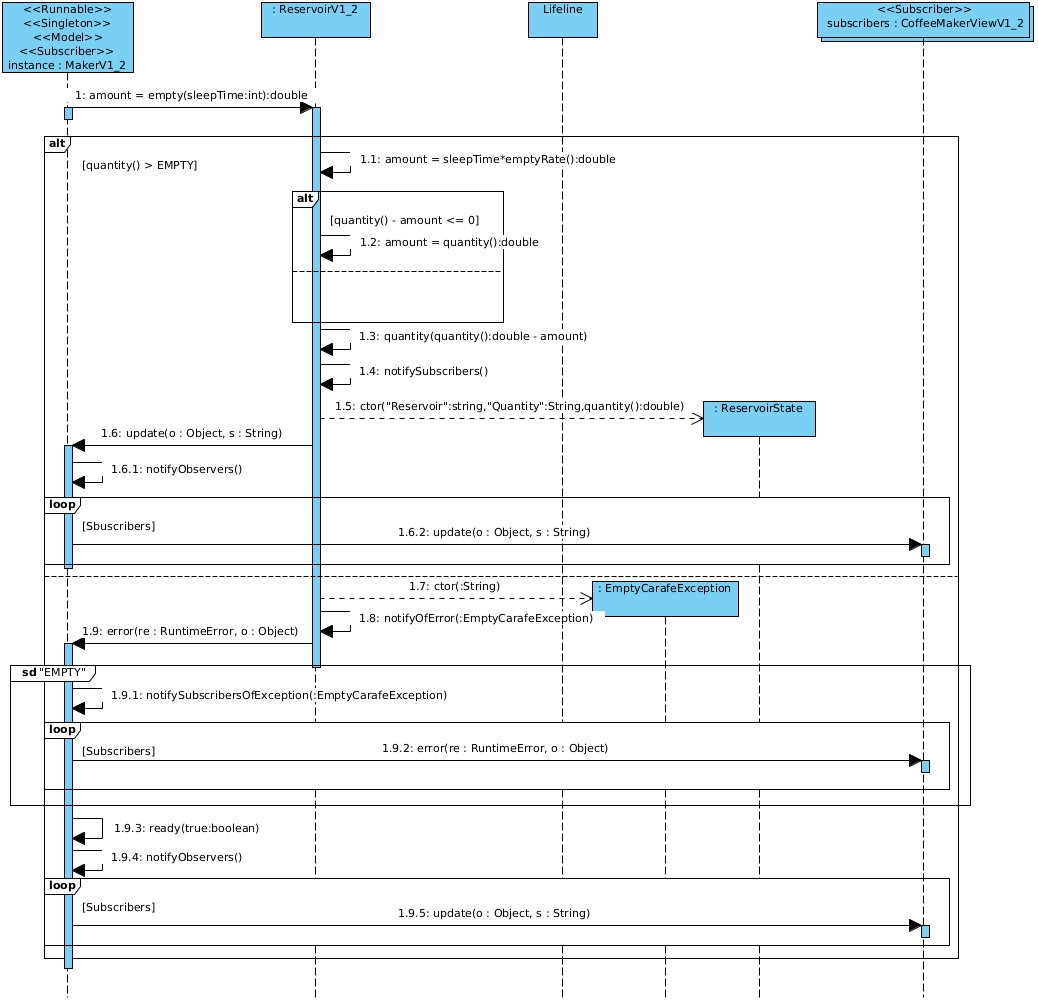 <<Runnable>>
<<Singleton>>
<<Model>>
<<Subscriber>>
instance : MakerV1_2
: ReservoirV1_2
Lifeline
<<Subscriber>>
subscribers : CoffeeMakerViewV1_2
1: amount = empty(sleepTime:int):double
alt
[quantity() > EMPTY]
1.1: amount = sleepTime*emptyRate():double
alt
[quantity() - amount <= 0]
1.2: amount = quantity():double
1.3: quantity(quantity():double - amount)
1.4: notifySubscribers()
1.5: ctor("Reservoir":string,"Quantity":String,quantity():double)
: ReservoirState
1.6: update(o : Object, s : String)
1.6.1: notifyObservers()
loop
[Sbuscribers]
1.6.2: update(o : Object, s : String)
1.7: ctor(:String)
: EmptyCarafeException
1.8: notifyOfError(:EmptyCarafeException)
1.9: error(re : RuntimeError, o : Object)
sd "EMPTY"
1.9.1: notifySubscribersOfException(:EmptyCarafeException)
loop
[Subscribers]
1.9.2: error(re : RuntimeError, o : Object)
1.9.3: ready(true:boolean)
1.9.4: notifyObservers()
loop
[Subscribers]
1.9.5: update(o : Object, s : String)